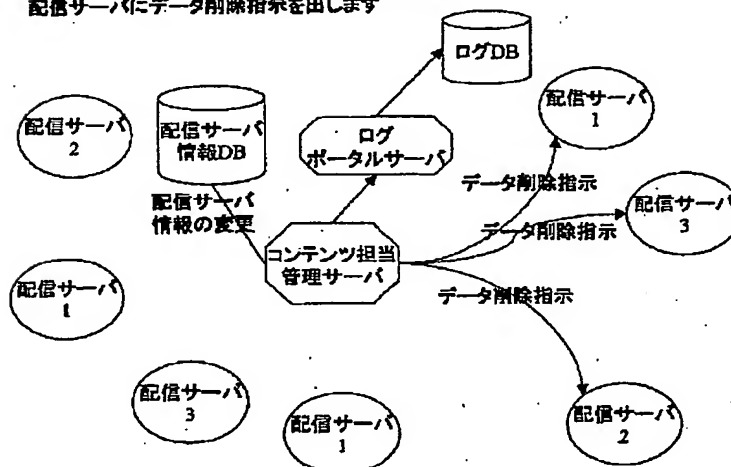 配信サーバにデータ削除指示を出します
ログDB
配信サーバ
1
配信サーバ
2
配信サーバ
情報DB
ログ
ポータルサーバ
データ削除指示
配信サーバ
3
配信サーバ
情報の変更
データ削除指示
コンテンツ担当
管理サーバ
データ削除指示
配信サーバ
1
配信サーバ
3
配信サーバ
1
配信サーバ
2